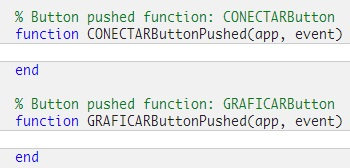 % Button pushed function: CONECTARButton
function CONECTARButtonPushed(app, event)
end
% Button pushed function: GRAFICARButton
function GRAFICARButtonPushed(app, event)
end